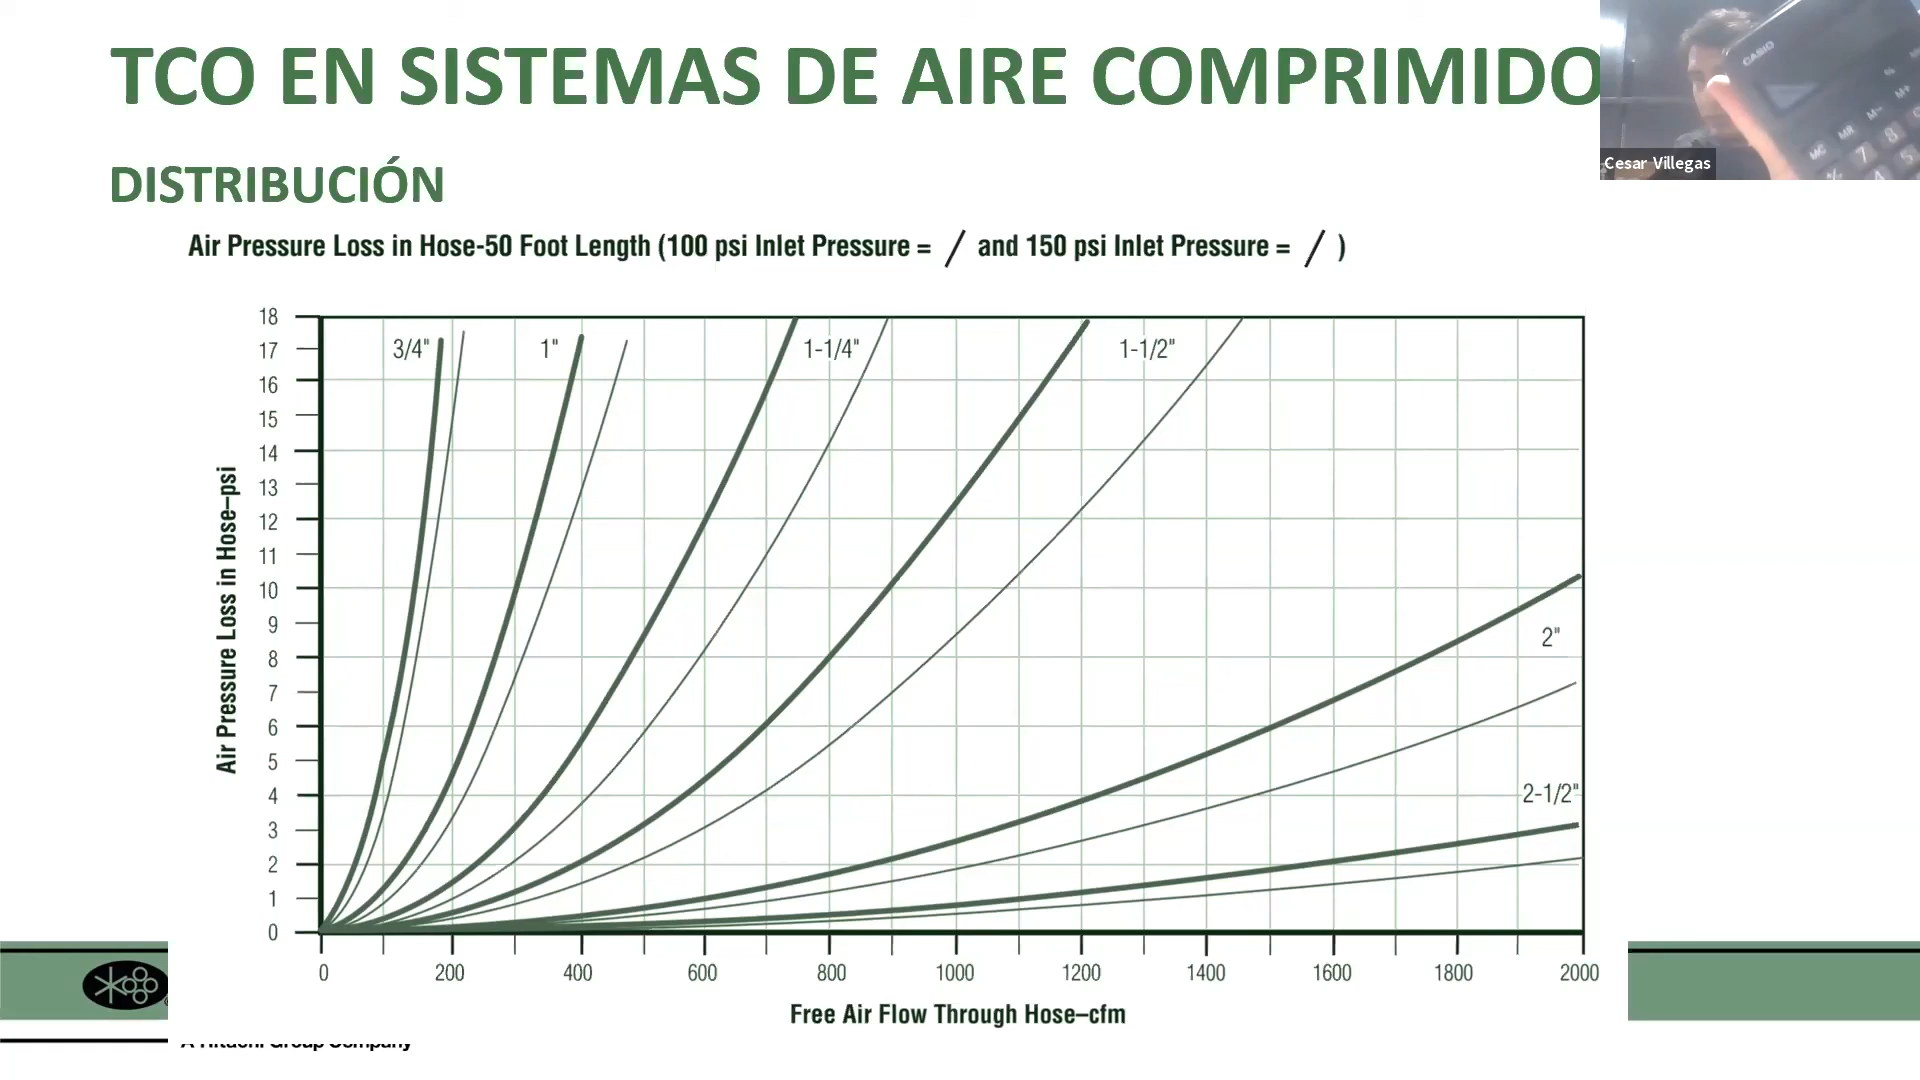 TCO EN SISTEMAS DE AIRE COMPRIMIDO
CASIO
Cesar Villegas
DISTRIBUCIÓN
Air Pressure Loss in Hose-50 Foot Length (100 psi Inlet Pressure = / and 150 psi Inlet Pressure = / )
18
17
16
15
14
13
12
11
10
9
8
7
6
5
4
3
2
1
0
3/4"
1"
1-1/4"
1-1/2"
2"
2-1/2"
Air Pressure Loss in Hose–psi
0 200 400 600 800 1000 1200 1400 1600 1800 2000
Free Air Flow Through Hose–cfm
A Hitachi Group Company